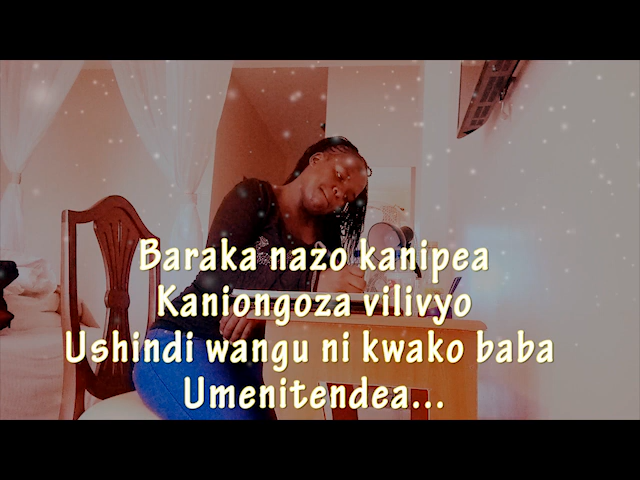 Baraka nazo kanipea
Kaniongoza vilivyo
Ushindi wangu ni kwako baba
Umenitendea...